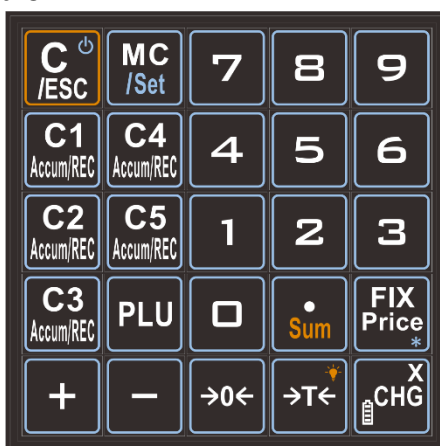 C MC 7 8 9
/ESC /Set
C1 C4 4 5 6
Accum/REC Accum/REC
C2 C5 1 2 3
Accum/REC Accum/REC
C3 PLU 0 . FIX
Accum/REC Sum Price
*
+ − →0← →T← X
CHG